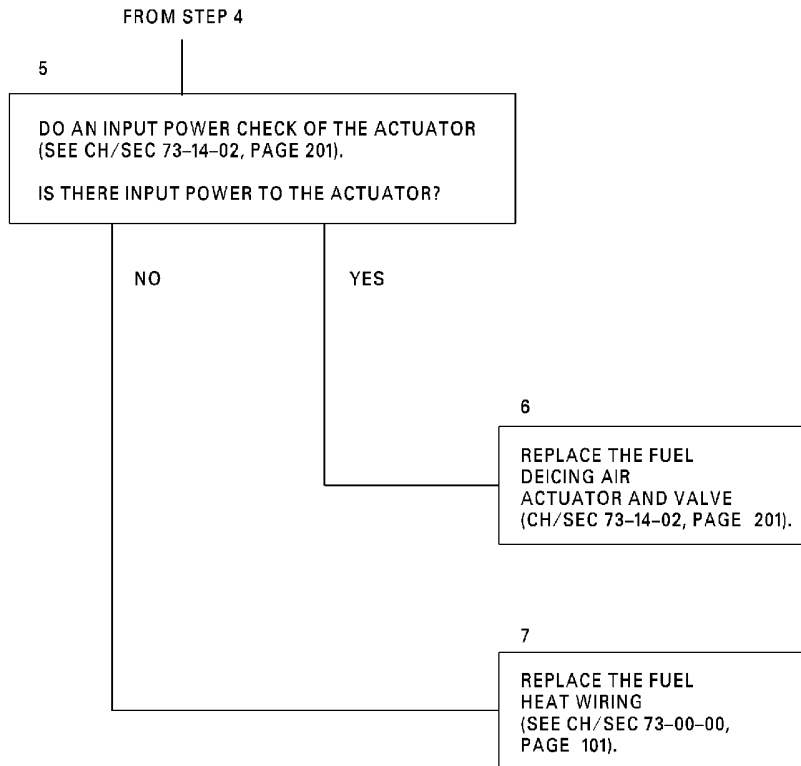 FROM STEP 4
5
DO AN INPUT POWER CHECK OF THE ACTUATOR
(SEE CH/SEC 73–14–02, PAGE 201).
IS THERE INPUT POWER TO THE ACTUATOR?
NO
YES
6
REPLACE THE FUEL
DEICING AIR
ACTUATOR AND VALVE
(CH/SEC 73–14–02, PAGE 201).
7
REPLACE THE FUEL
HEAT WIRING
(SEE CH/SEC 73–00–00,
PAGE 101).